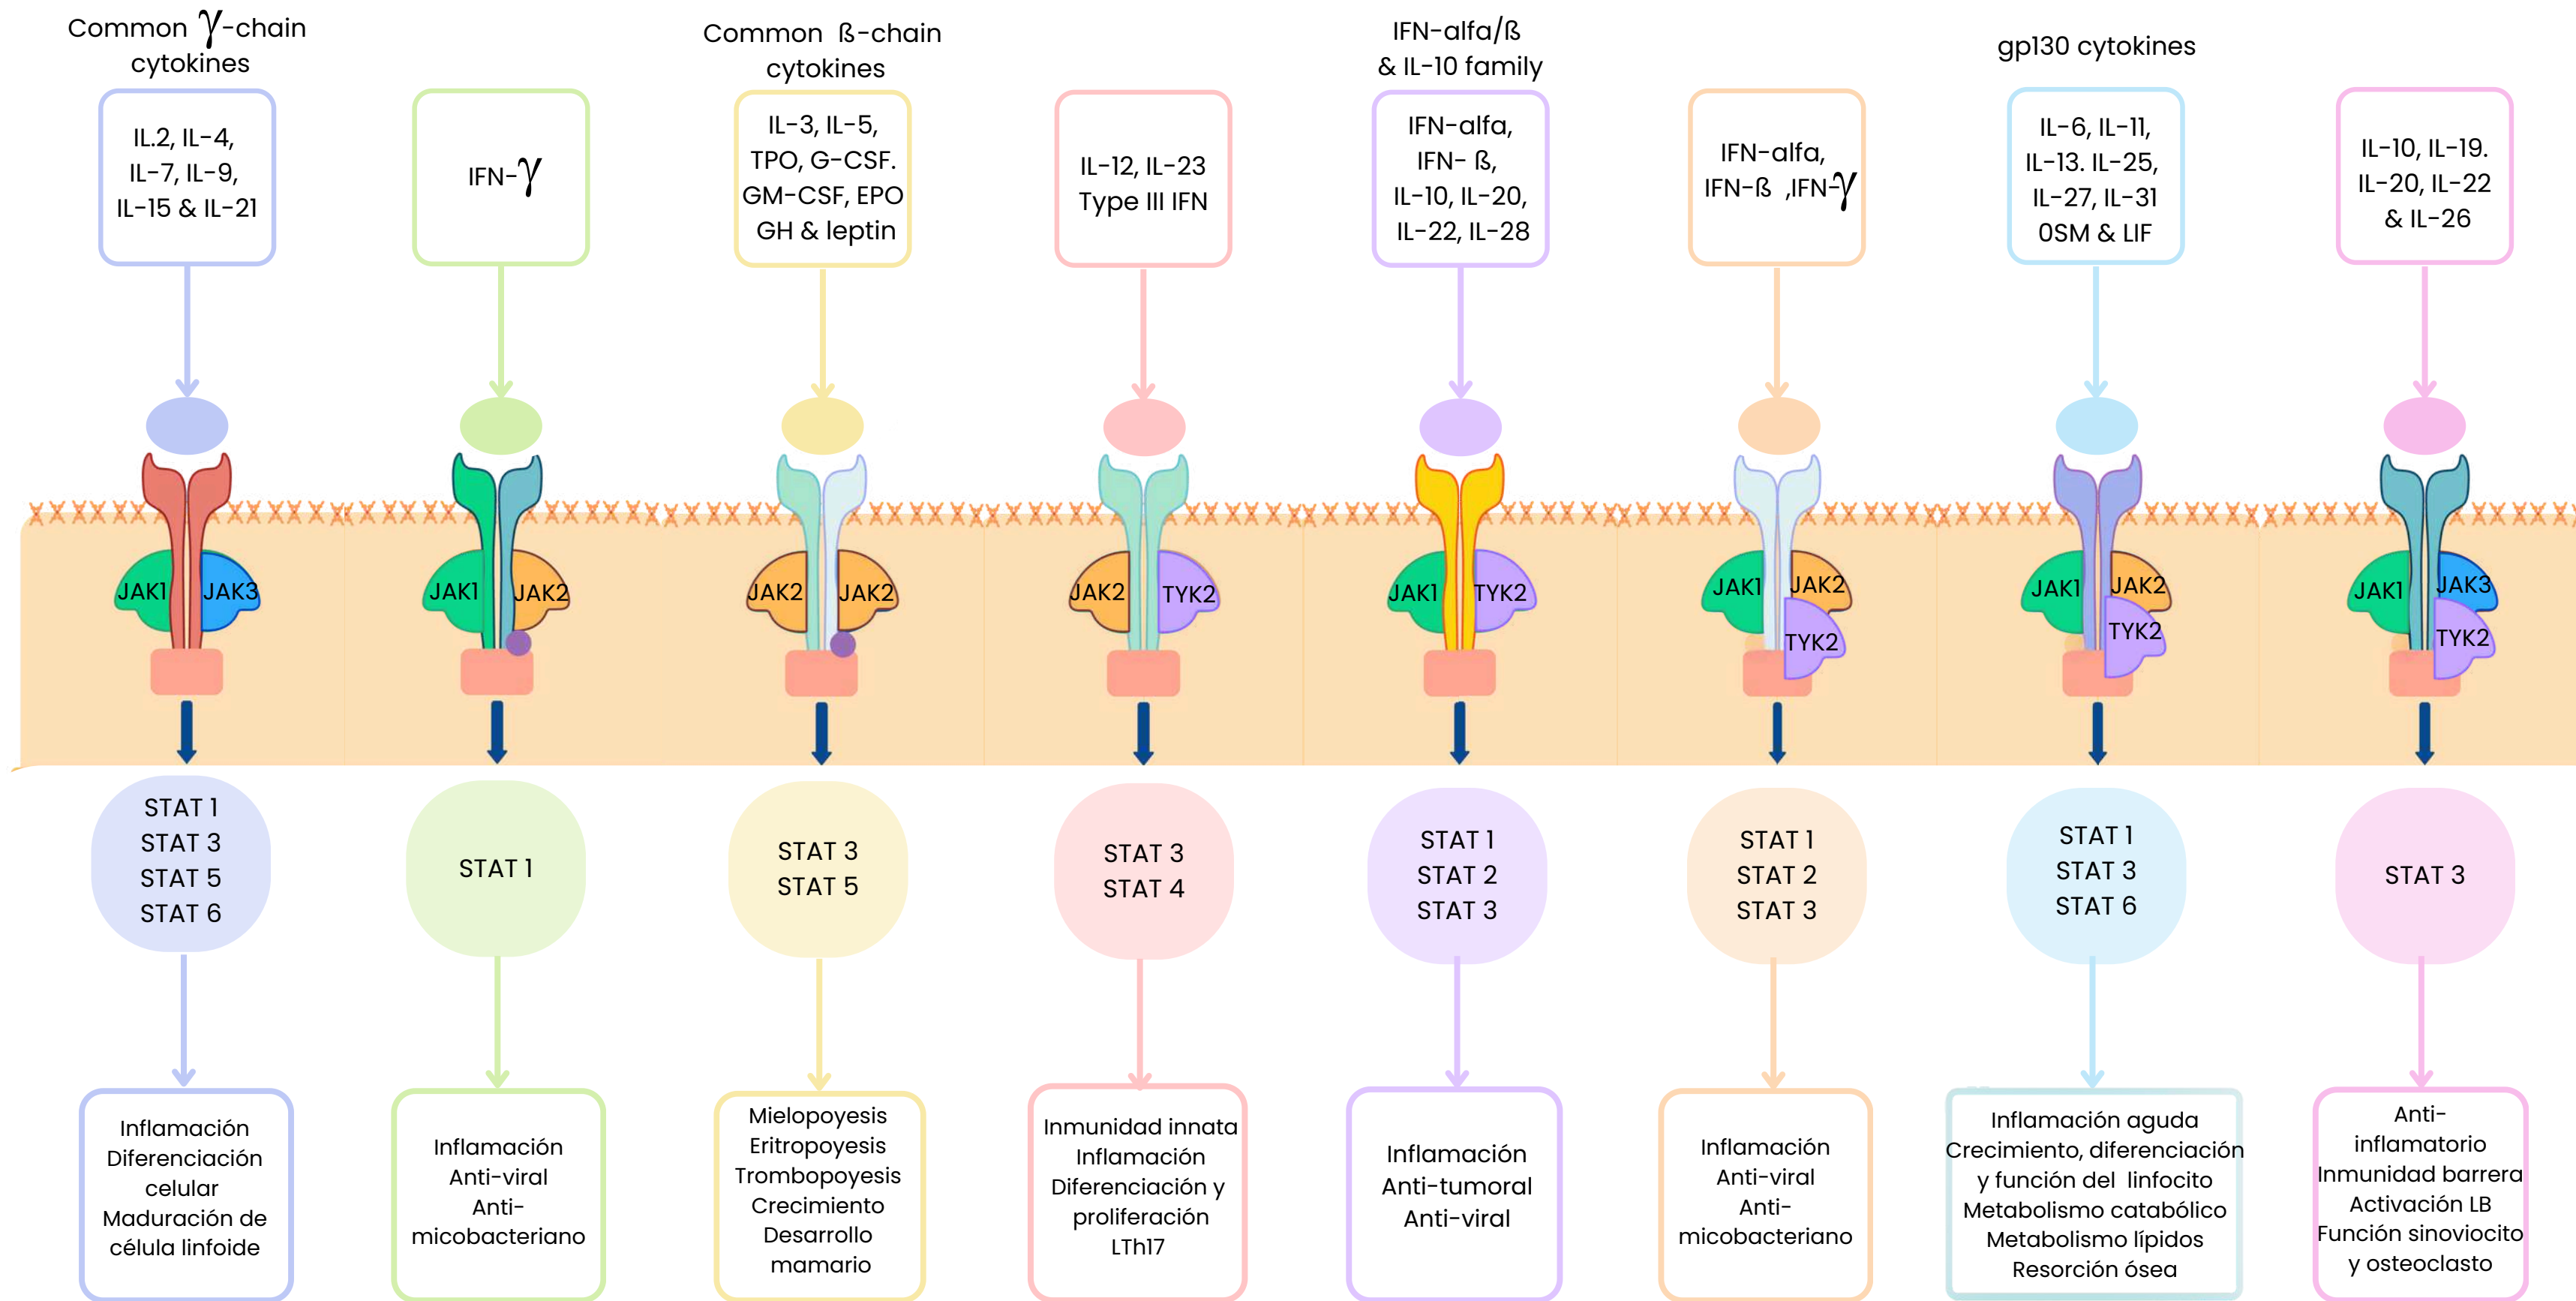 Common γ-chain
cytokines
IL.2, IL-4,
IL-7, IL-9,
IL-15 & IL-21
JAK1
JAK3
STAT 1
STAT 3
STAT 5
STAT 6
Inflamación
Diferenciación
celular
Maduración de
célula linfoide
IFN-γ
JAK1
JAK2
STAT 1
Inflamación
Anti-viral
Anti-
micobacteriano
Common ß-chain
cytokines
IL-3, IL-5,
TPO, G-CSF.
GM-CSF, EPO
GH & leptin
JAK2
JAK2
STAT 3
STAT 5
Mielopoyesis
Eritropoyesis
Trombopoyesis
Crecimiento
Desarrollo
mamario
IL-12, IL-23
Type III IFN
JAK2
TYK2
STAT 3
STAT 4
Inmunidad innata
Inflamación
Diferenciación y
proliferación
LTh17
IFN-alfa/ß
& IL-10 family
IFN-alfa,
IFN- ß,
IL-10, IL-20,
IL-22, IL-28
JAK1
TYK2
STAT 1
STAT 2
STAT 3
Inflamación
Anti-tumoral
Anti-viral
IFN-alfa,
IFN-ß ,IFN-γ
JAK1
JAK2
TYK2
STAT 1
STAT 2
STAT 3
Inflamación
Anti-viral
Anti-
micobacteriano
gp130 cytokines
IL-6, IL-11,
IL-13. IL-25,
IL-27, IL-31
0SM & LIF
JAK1
JAK2
TYK2
STAT 1
STAT 3
STAT 6
Inflamación aguda
Crecimiento, diferenciación
y función del linfocito
Metabolismo catabólico
Metabolismo lípidos
Resorción ósea
IL-10, IL-19.
IL-20, IL-22
& IL-26
JAK1
JAK3
TYK2
STAT 3
Anti-
inflamatorio
Inmunidad barrera
Activación LB
Función sinoviocito
y osteoclasto